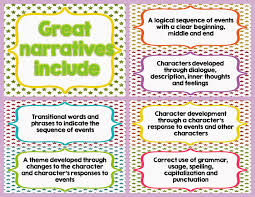 Great
narratives
include
A logical sequence of events
with a clear beginning,
middle and end
Characters developed
through dialogue,
description, inner thoughts
and feelings
Transitional words and
phrases to indicate the
sequence of events
Character development
through a character's
response to events and other
characters
A theme developed through
changes to the character
and character's responses to
events
Correct use of grammar,
usage, spelling,
capitalization and
punctuation